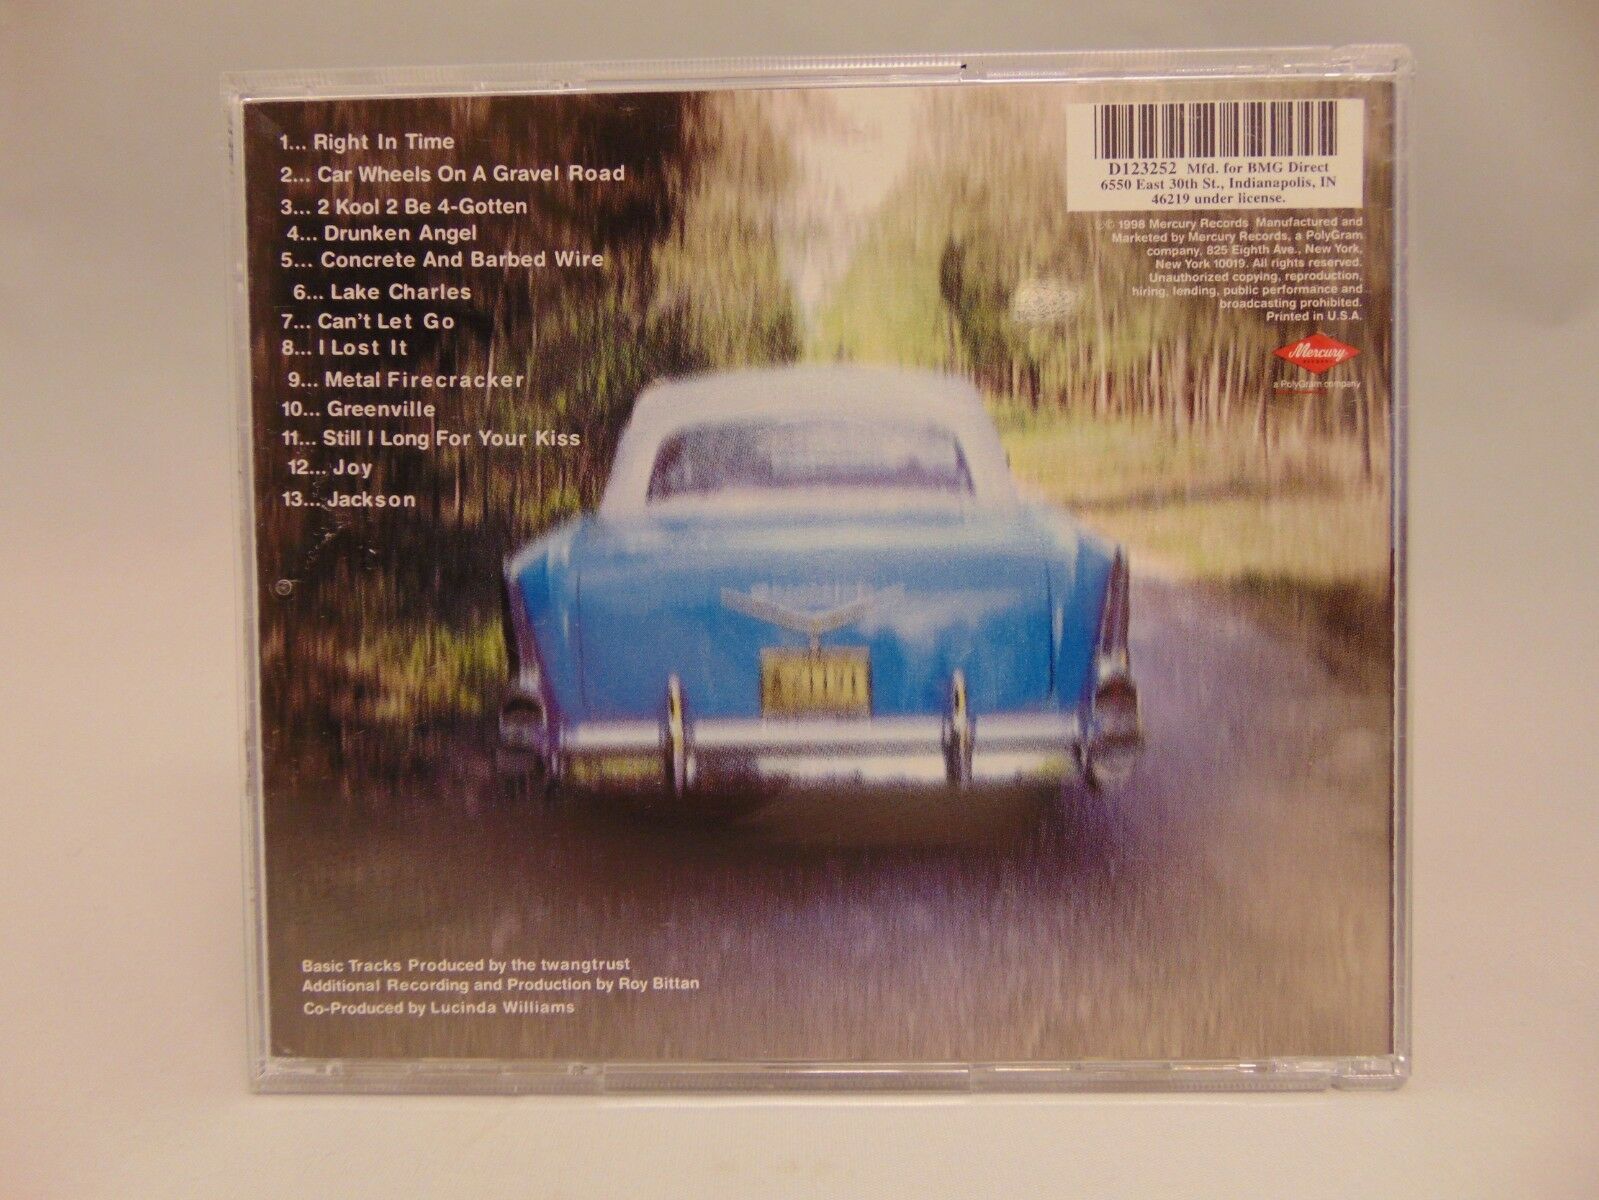 1... Right In Time
2... Car Wheels On A Gravel Road
3... 2 Kool 2 Be 4-Gotten
4... Drunken Angel
5... Concrete And Barbed Wire
6... Lake Charles
7... Can't Let Go
8... I Lost It
9... Metal Firecracker
10... Greenville
11... Still I Long For Your Kiss
12... Joy
13... Jackson
D123252 Mfd. for BMG Direct
6550 East 30th St., Indianapolis, IN
46219 under license.
℗© 1998 Mercury Records Manufactured and
Marketed by Mercury Records, a PolyGram
company, 825 Eighth Ave., New York,
New York 10019. All rights reserved.
Unauthorized copying, reproduction,
hiring, lending, public performance and
broadcasting prohibited.
Printed in U.S.A.
Mercury
RECORDS
a PolyGram company
Basic Tracks Produced by the twangtrust
Additional Recording and Production by Roy Bittan
Co-Produced by Lucinda Williams